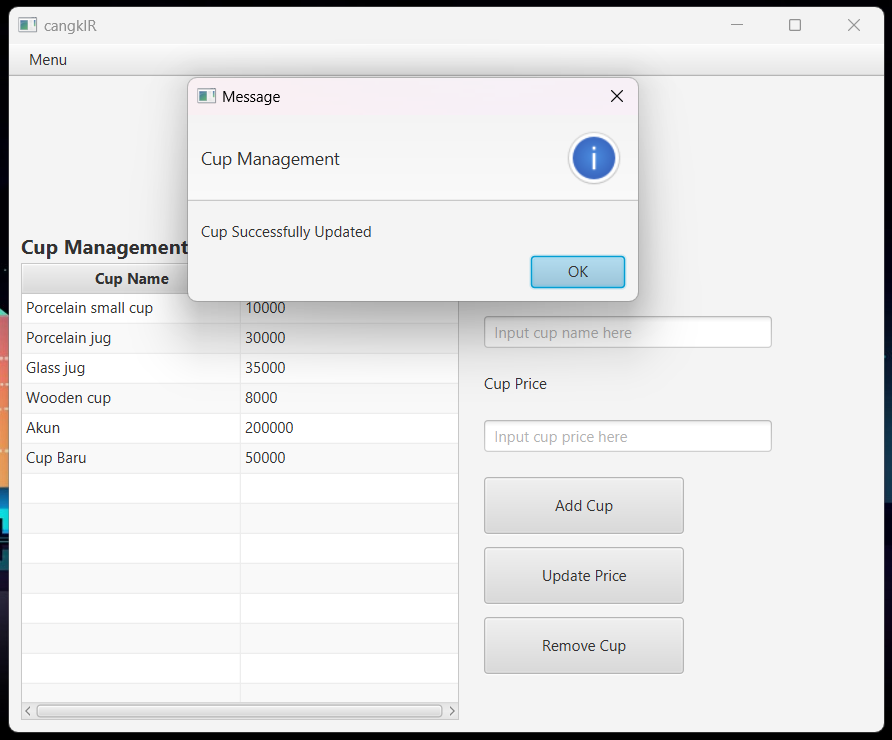 cangkIR
Menu
Message
Cup Management
Cup Successfully Updated
OK
Cup Management
Cup Name
Porcelain small cup 10000
Porcelain jug 30000
Glass jug 35000
Wooden cup 8000
Akun 200000
Cup Baru 50000
Input cup name here
Cup Price
Input cup price here
Add Cup
Update Price
Remove Cup